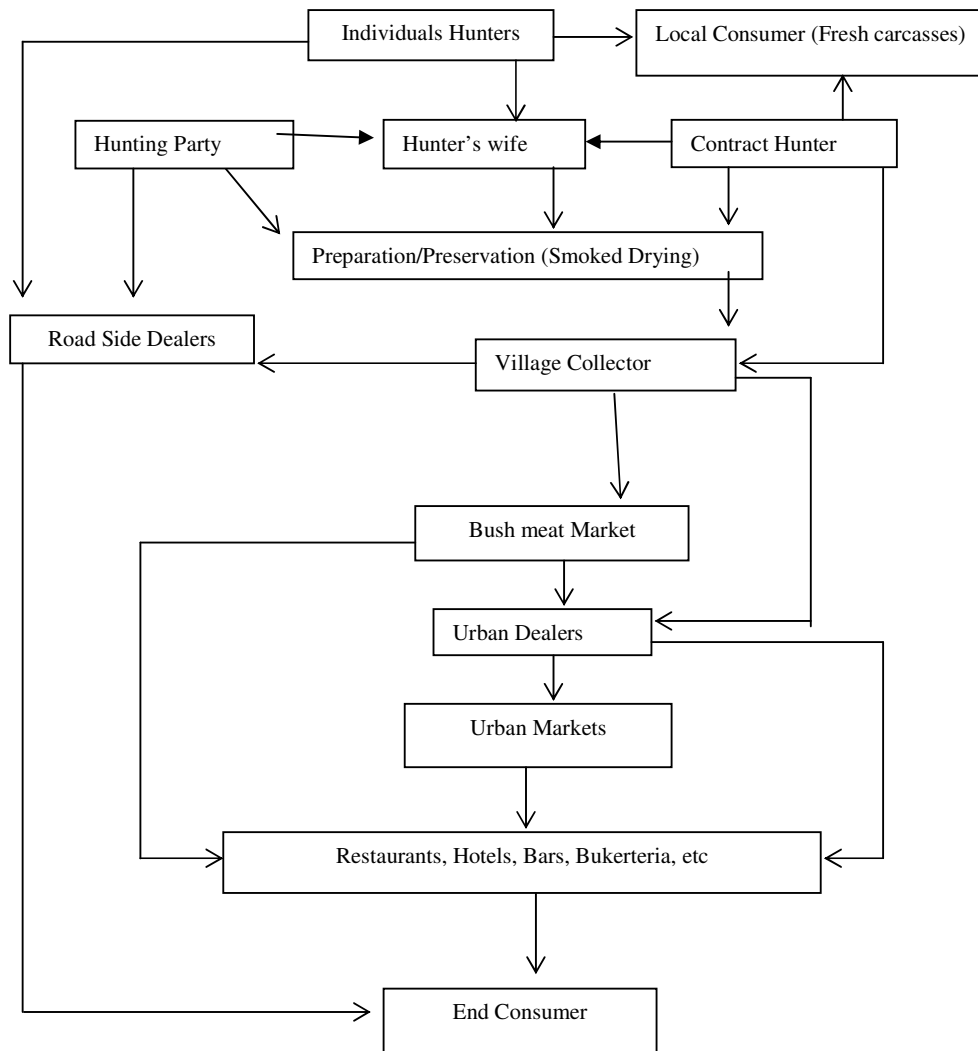 Individuals Hunters
Local Consumer (Fresh carcasses)
Hunting Party
Hunter's wife
Contract Hunter
Preparation/Preservation (Smoked Drying)
Road Side Dealers
Village Collector
Bush meat Market
Urban Dealers
Urban Markets
Restaurants, Hotels, Bars, Bukerteria, etc
End Consumer